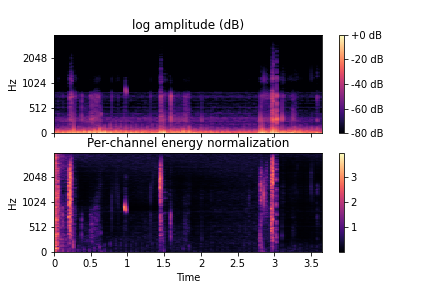 log amplitude (dB)
Hz
2048
1024
512
0
+0 dB
-20 dB
-40 dB
-60 dB
-80 dB
Per-channel energy normalization
Hz
2048
1024
512
0
3
2
1
0 0.5 1 1.5 2 2.5 3 3.5
Time